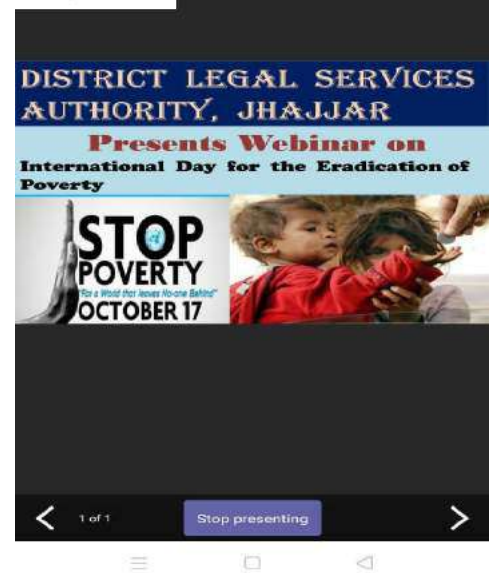 DISTRICT LEGAL SERVICES
AUTHORITY, JHAJJAR
Presents Webinar on
International Day for the Eradication of
Poverty
STOP
POVERTY
"For a World that leaves No-one Behind"
OCTOBER 17
1 of 1
Stop presenting